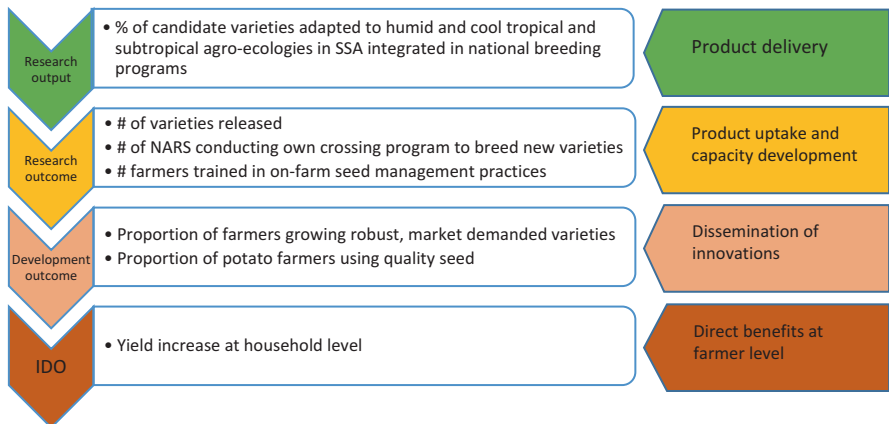 Research
output
• % of candidate varieties adapted to humid and cool tropical and
subtropical agro-ecologies in SSA integrated in national breeding
programs
Product delivery
Research
outcome
• # of varieties released
• # of NARS conducting own crossing program to breed new varieties
• # farmers trained in on-farm seed management practices
Product uptake and
capacity development
Development
outcome
• Proportion of farmers growing robust, market demanded varieties
• Proportion of potato farmers using quality seed
Dissemination of
innovations
IDO
• Yield increase at household level
Direct benefits at
farmer level